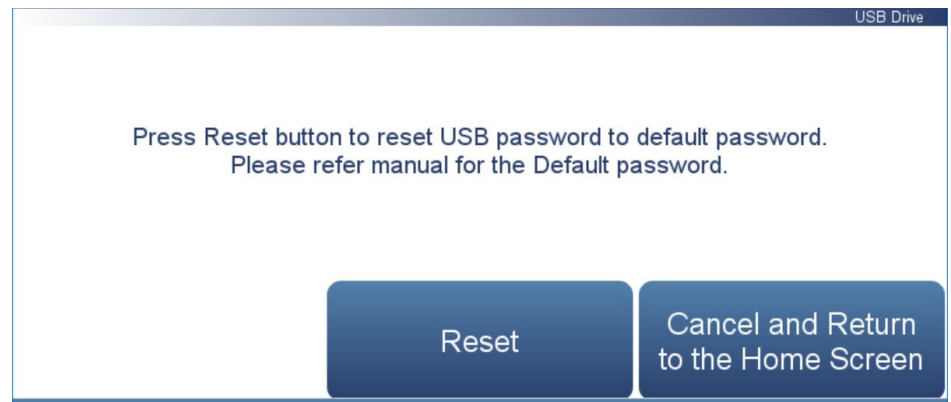 USB Drive
Press Reset button to reset USB password to default password.
Please refer manual for the Default password.
Reset
Cancel and Return
to the Home Screen